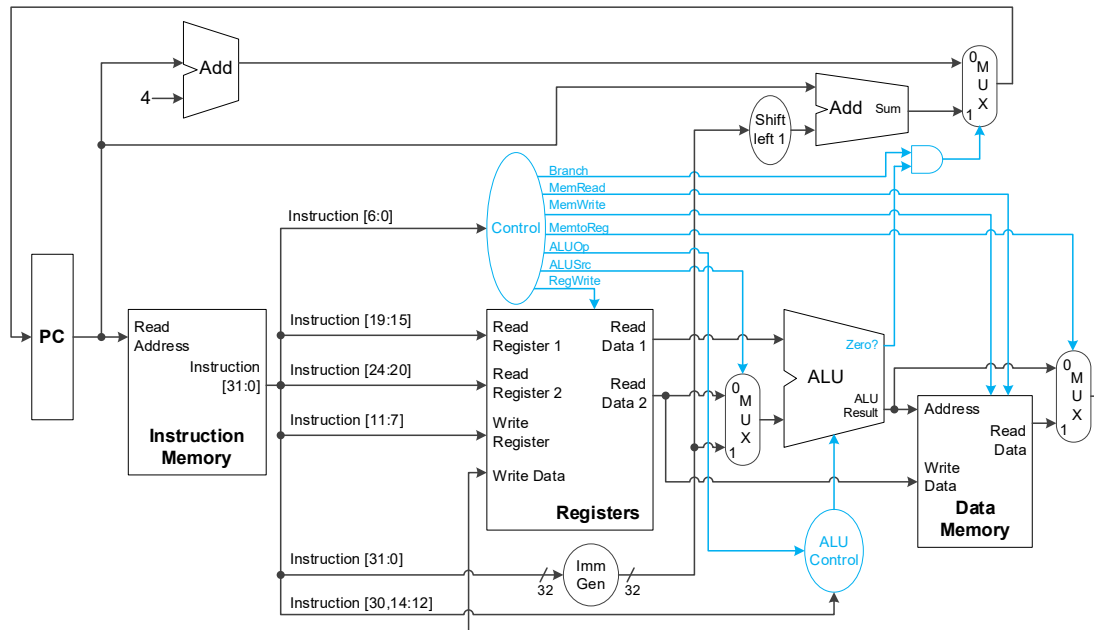 Add
4
0
M
U
X
1
Shift
left 1
Add
Sum
Branch
MemRead
MemWrite
MemtoReg
ALUOp
ALUSrc
RegWrite
Control
Instruction [6:0]
PC
Read
Address
Instruction
[31:0]
Instruction
Memory
Instruction [19:15]
Instruction [24:20]
Instruction [11:7]
Read
Register 1
Read
Register 2
Write
Register
Write Data
Read
Data 1
Read
Data 2
Registers
0
M
U
X
1
Zero?
ALU
ALU
Result
Address
Read
Data
Write
Data
Data
Memory
0
M
U
X
1
ALU
Control
Instruction [31:0]
32
Imm
Gen
32
Instruction [30,14:12]